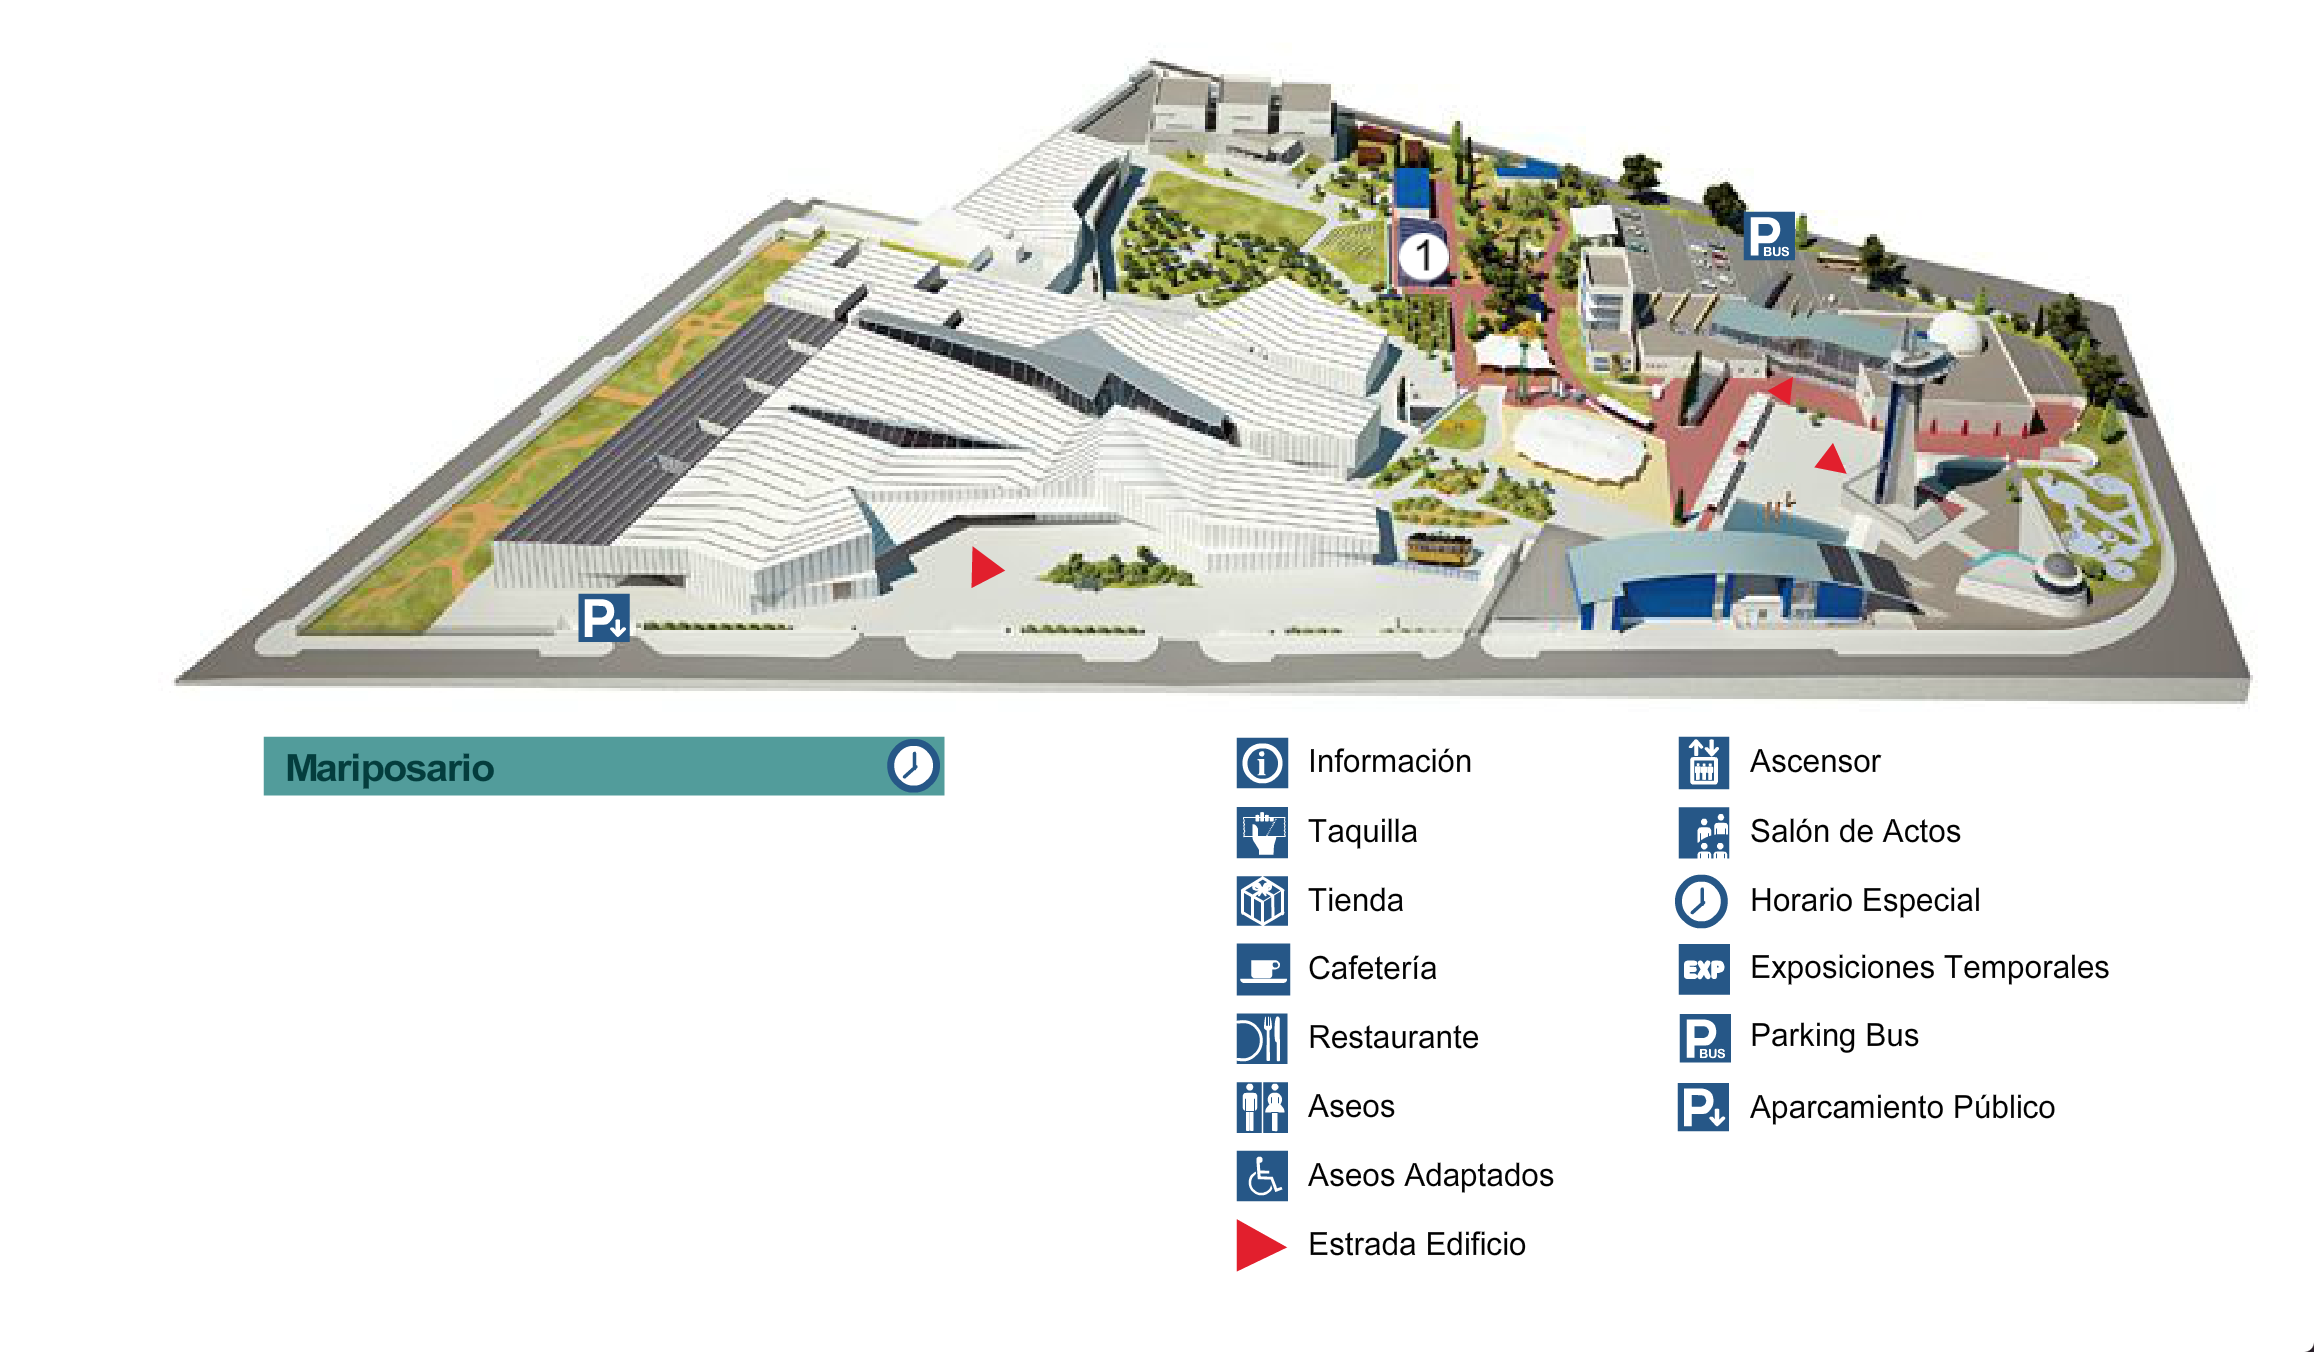 1
P BUS
P
Mariposario
Información
Taquilla
Tienda
Cafetería
Restaurante
Aseos
Aseos Adaptados
Estrada Edificio
Ascensor
Salón de Actos
Horario Especial
EXP Exposiciones Temporales
P BUS Parking Bus
P Aparcamiento Público